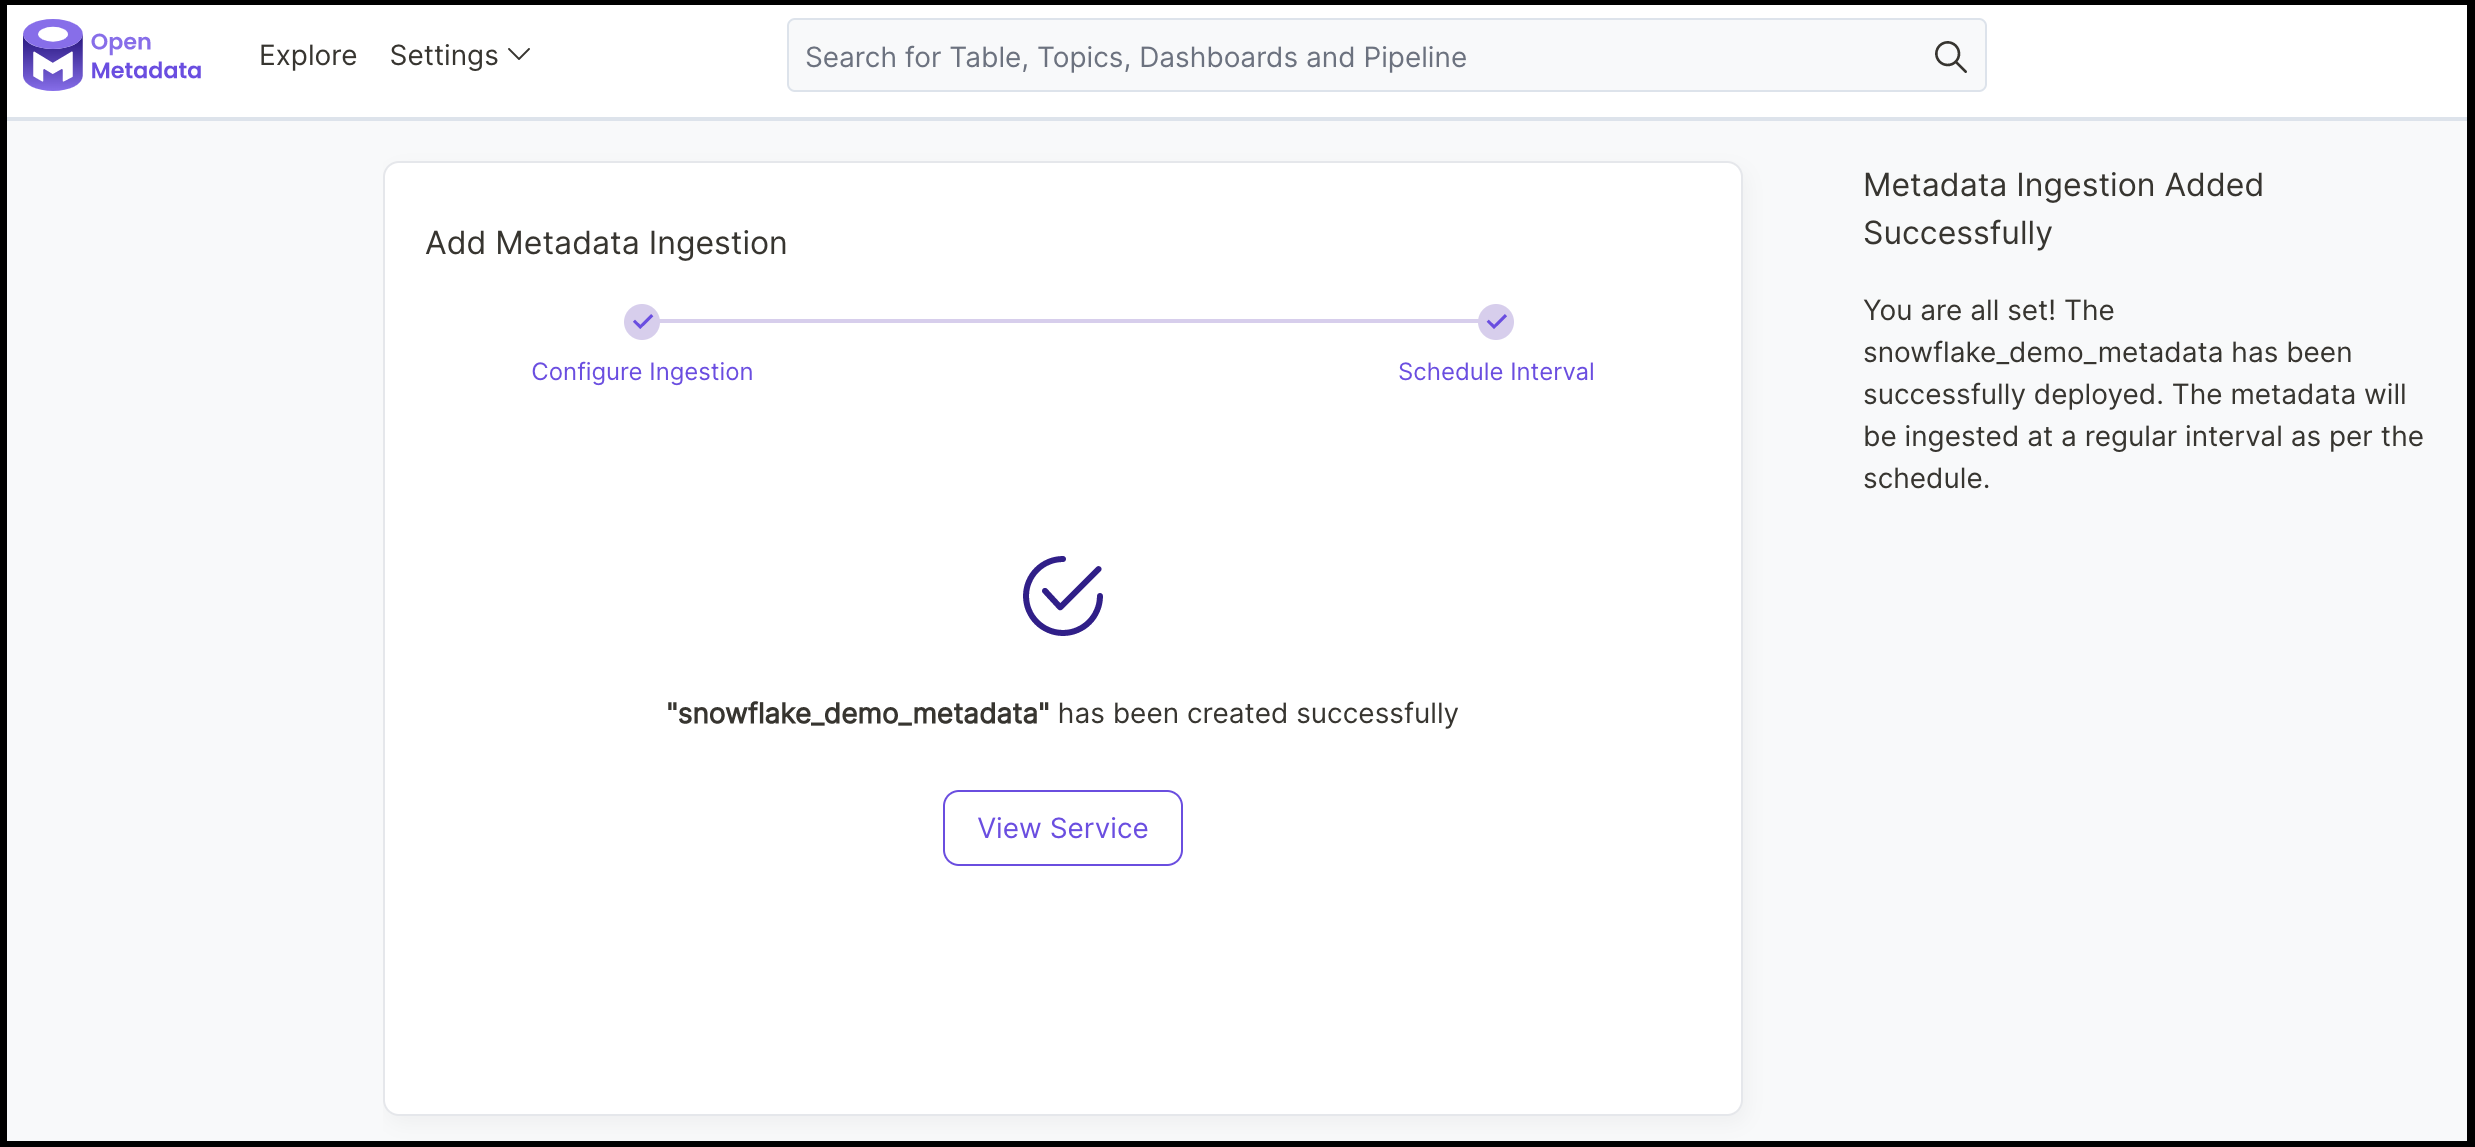 Open
Metadata
Explore
Settings
Search for Table, Topics, Dashboards and Pipeline
Add Metadata Ingestion
Configure Ingestion
Schedule Interval
"snowflake_demo_metadata" has been created successfully
View Service
Metadata Ingestion Added
Successfully
You are all set! The
snowflake_demo_metadata has been
successfully deployed. The metadata will
be ingested at a regular interval as per the
schedule.